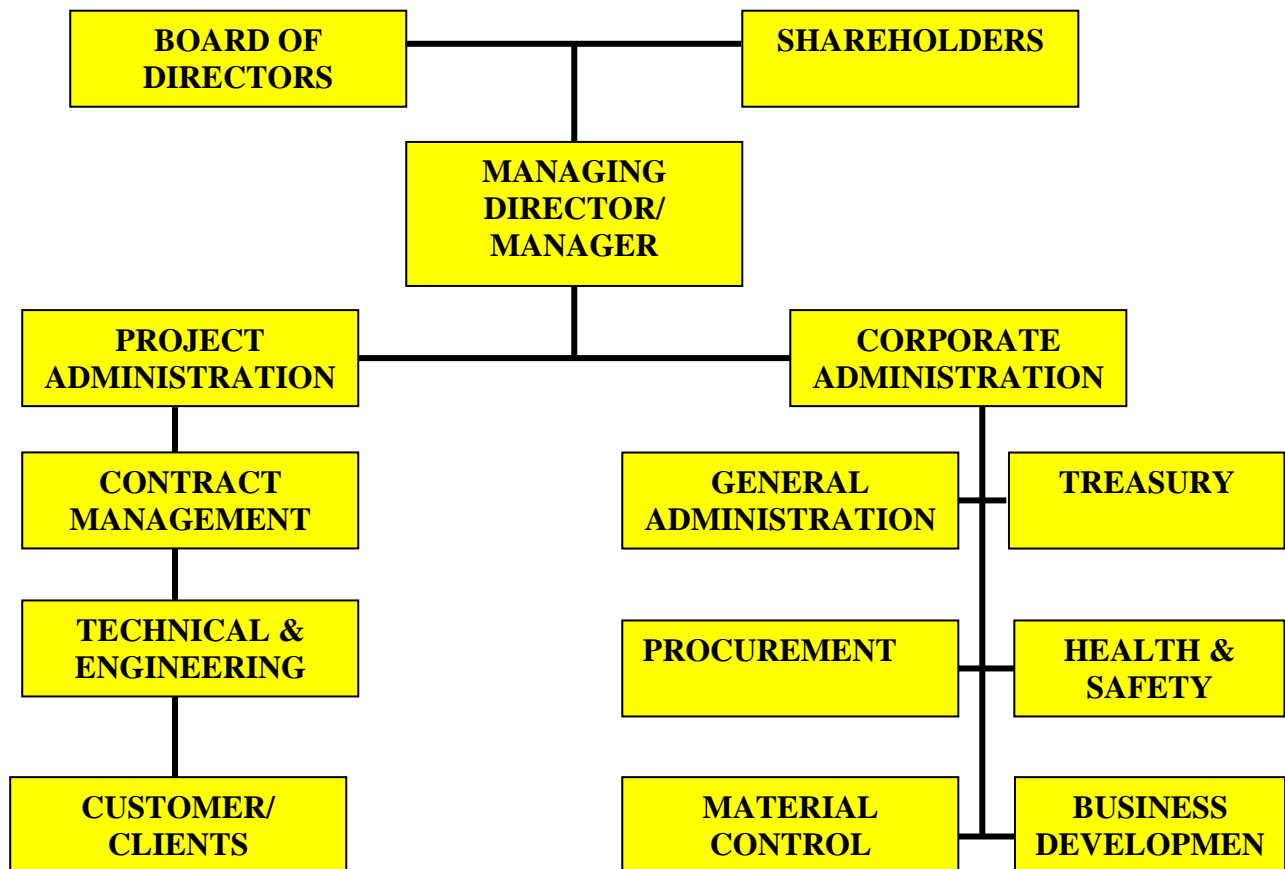 BOARD OF
DIRECTORS
SHAREHOLDERS
MANAGING
DIRECTOR/
MANAGER
PROJECT
ADMINISTRATION
CORPORATE
ADMINISTRATION
CONTRACT
MANAGEMENT
GENERAL
ADMINISTRATION
TREASURY
TECHNICAL &
ENGINEERING
PROCUREMENT
HEALTH &
SAFETY
CUSTOMER/
CLIENTS
MATERIAL
CONTROL
BUSINESS
DEVELOPMEN